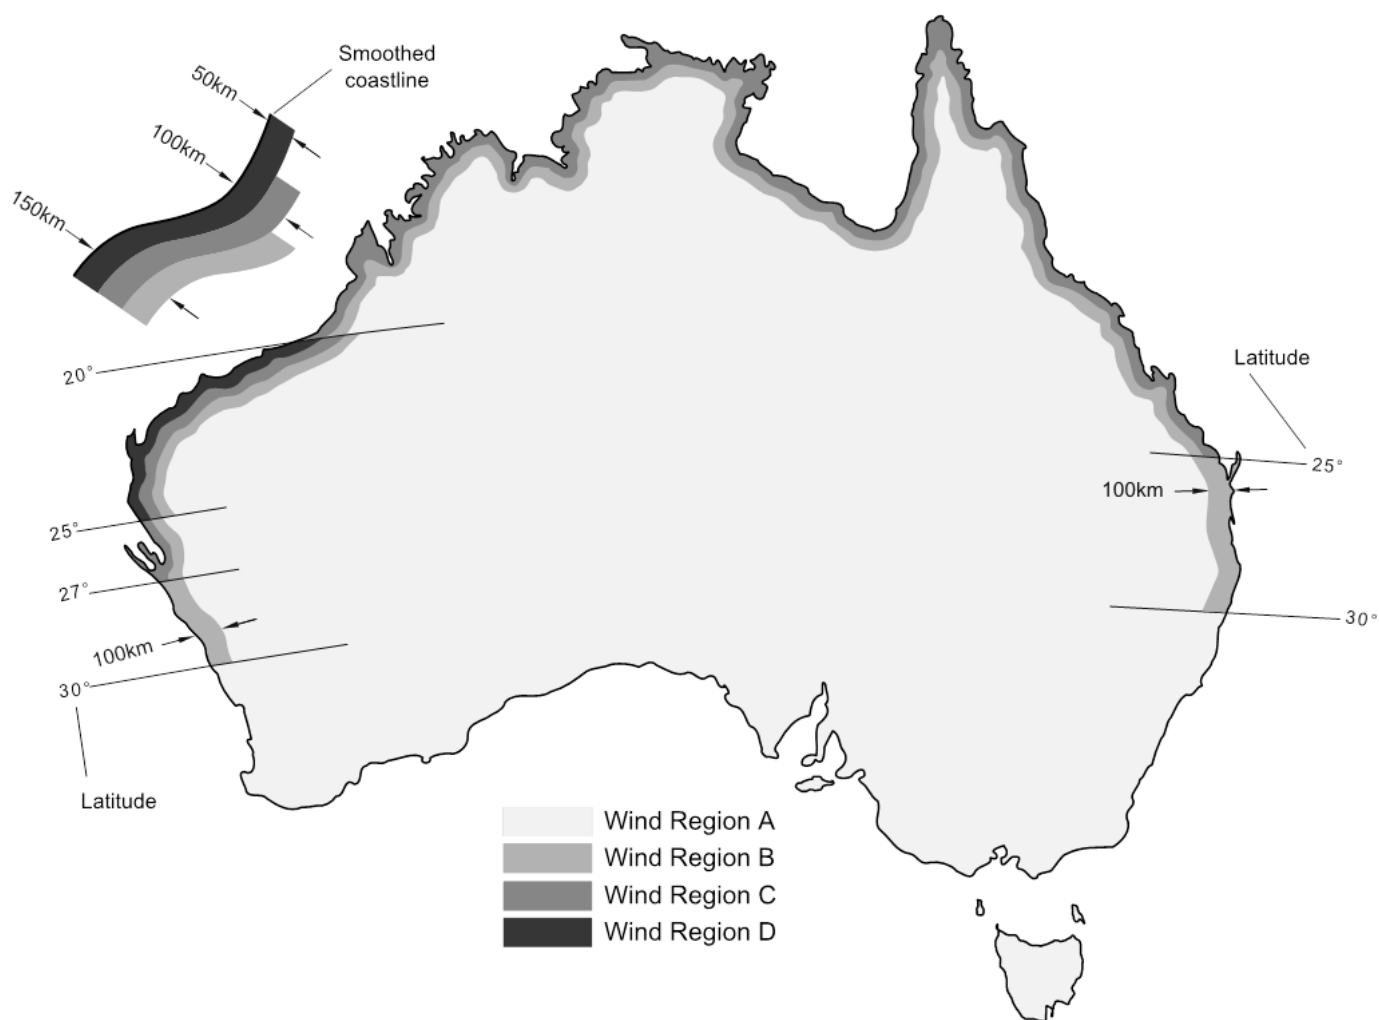 Smoothed
coastline
50km
100km
150km
20°
Latitude
25°
100km
25°
27°
100km
30°
30°
Latitude
Wind Region A
Wind Region B
Wind Region C
Wind Region D